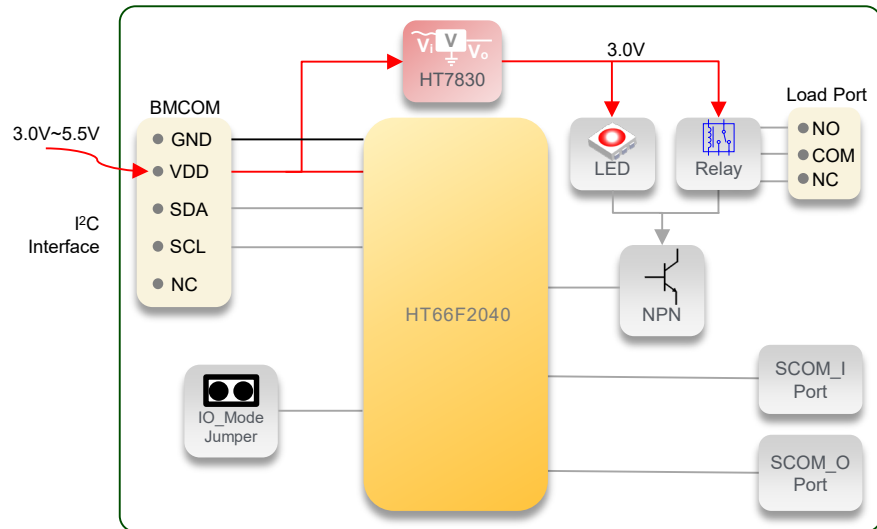 V
Vi
Vo
HT7830
3.0V
BMCOM
3.0V~5.5V
GND
VDD
SDA
SCL
NC
I²C
Interface
LED
Relay
Load Port
NO
COM
NC
HT66F2040
NPN
IO_Mode
Jumper
SCOM_I
Port
SCOM_O
Port